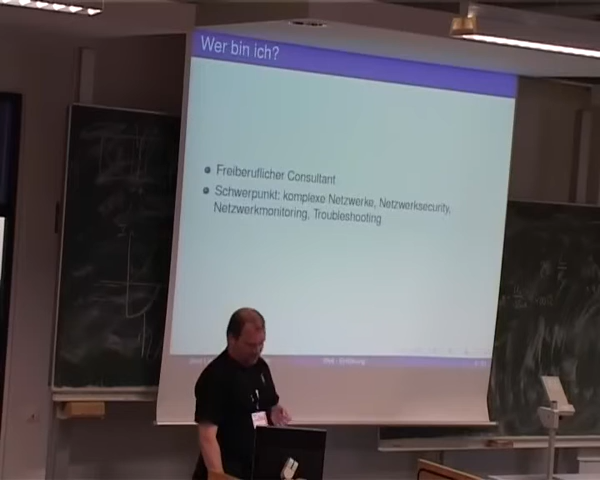 Wer bin ich?
Freiberuflicher Consultant
Schwerpunkt: komplexe Netzwerke, Netzwerksecurity,
Netzwerkmonitoring, Troubleshooting